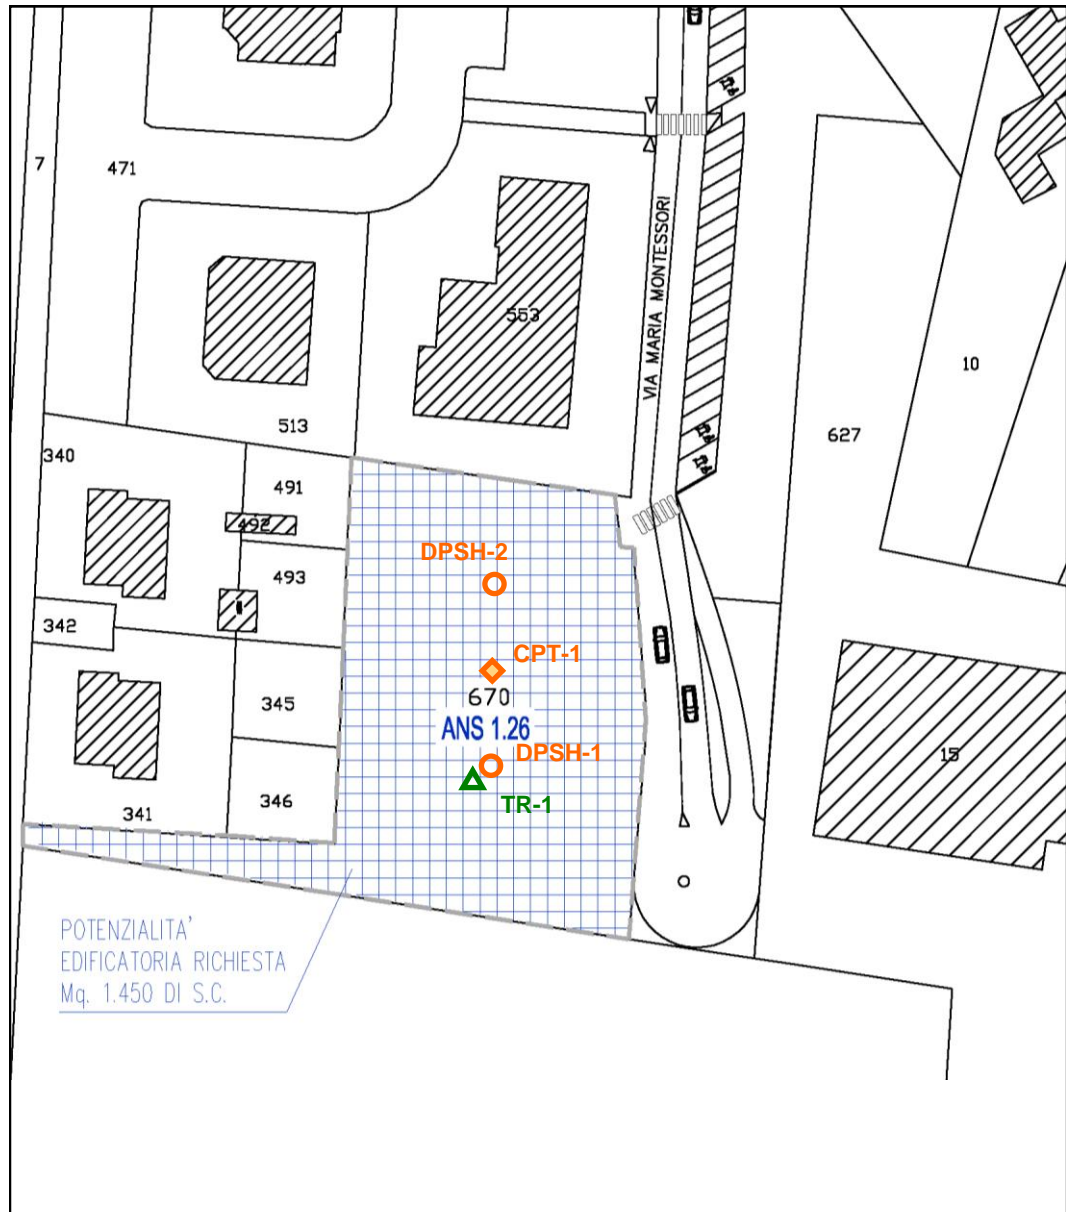 7
471
VIA MARIA MONTESSORI
553
10
513
627
340
491
492
493
DPSH-2
342
CPT-1
670
345
ANS 1.26
DPSH-1
15
346
TR-1
341
POTENZIALITA'
EDIFICATORIA RICHIESTA
Mq. 1.450 DI S.C.